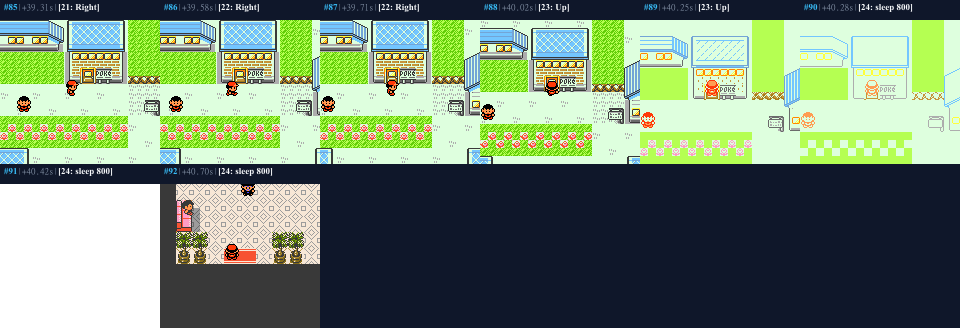 #85 | +39.31s | [21: Right]
#86 | +39.58s | [22: Right]
#87 | +39.71s | [22: Right]
#88 | +40.02s | [23: Up]
#89 | +40.25s | [23: Up]
#90 | +40.28s | [24: sleep 800]
POKé
POKé
POKé
POKé
POKé
POKé
#91 | +40.42s | [24: sleep 800]
#92 | +40.70s | [24: sleep 800]